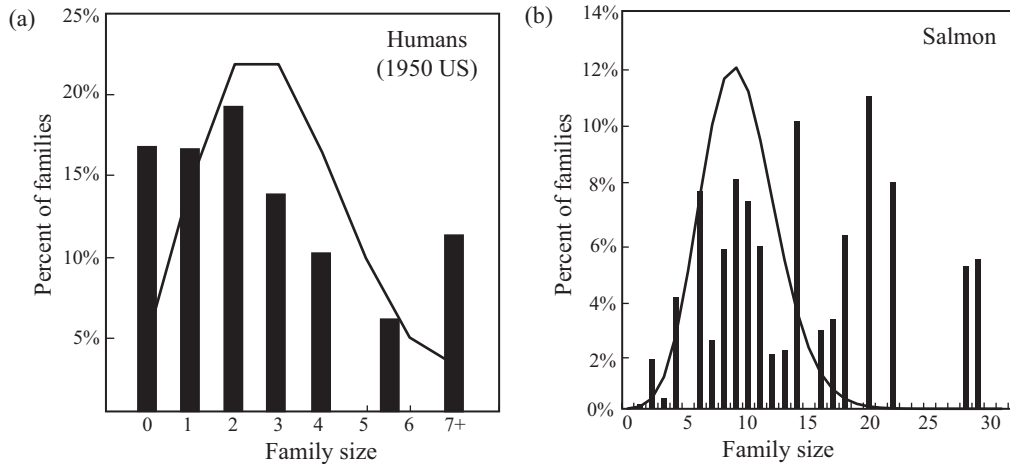 (a)
25%
20%
15%
10%
5%
Percent of families
Humans
(1950 US)
0 1 2 3 4 5 6 7+
Family size
(b)
14%
12%
10%
8%
6%
4%
2%
0%
Percent of families
Salmon
0 5 10 15 20 25 30
Family size